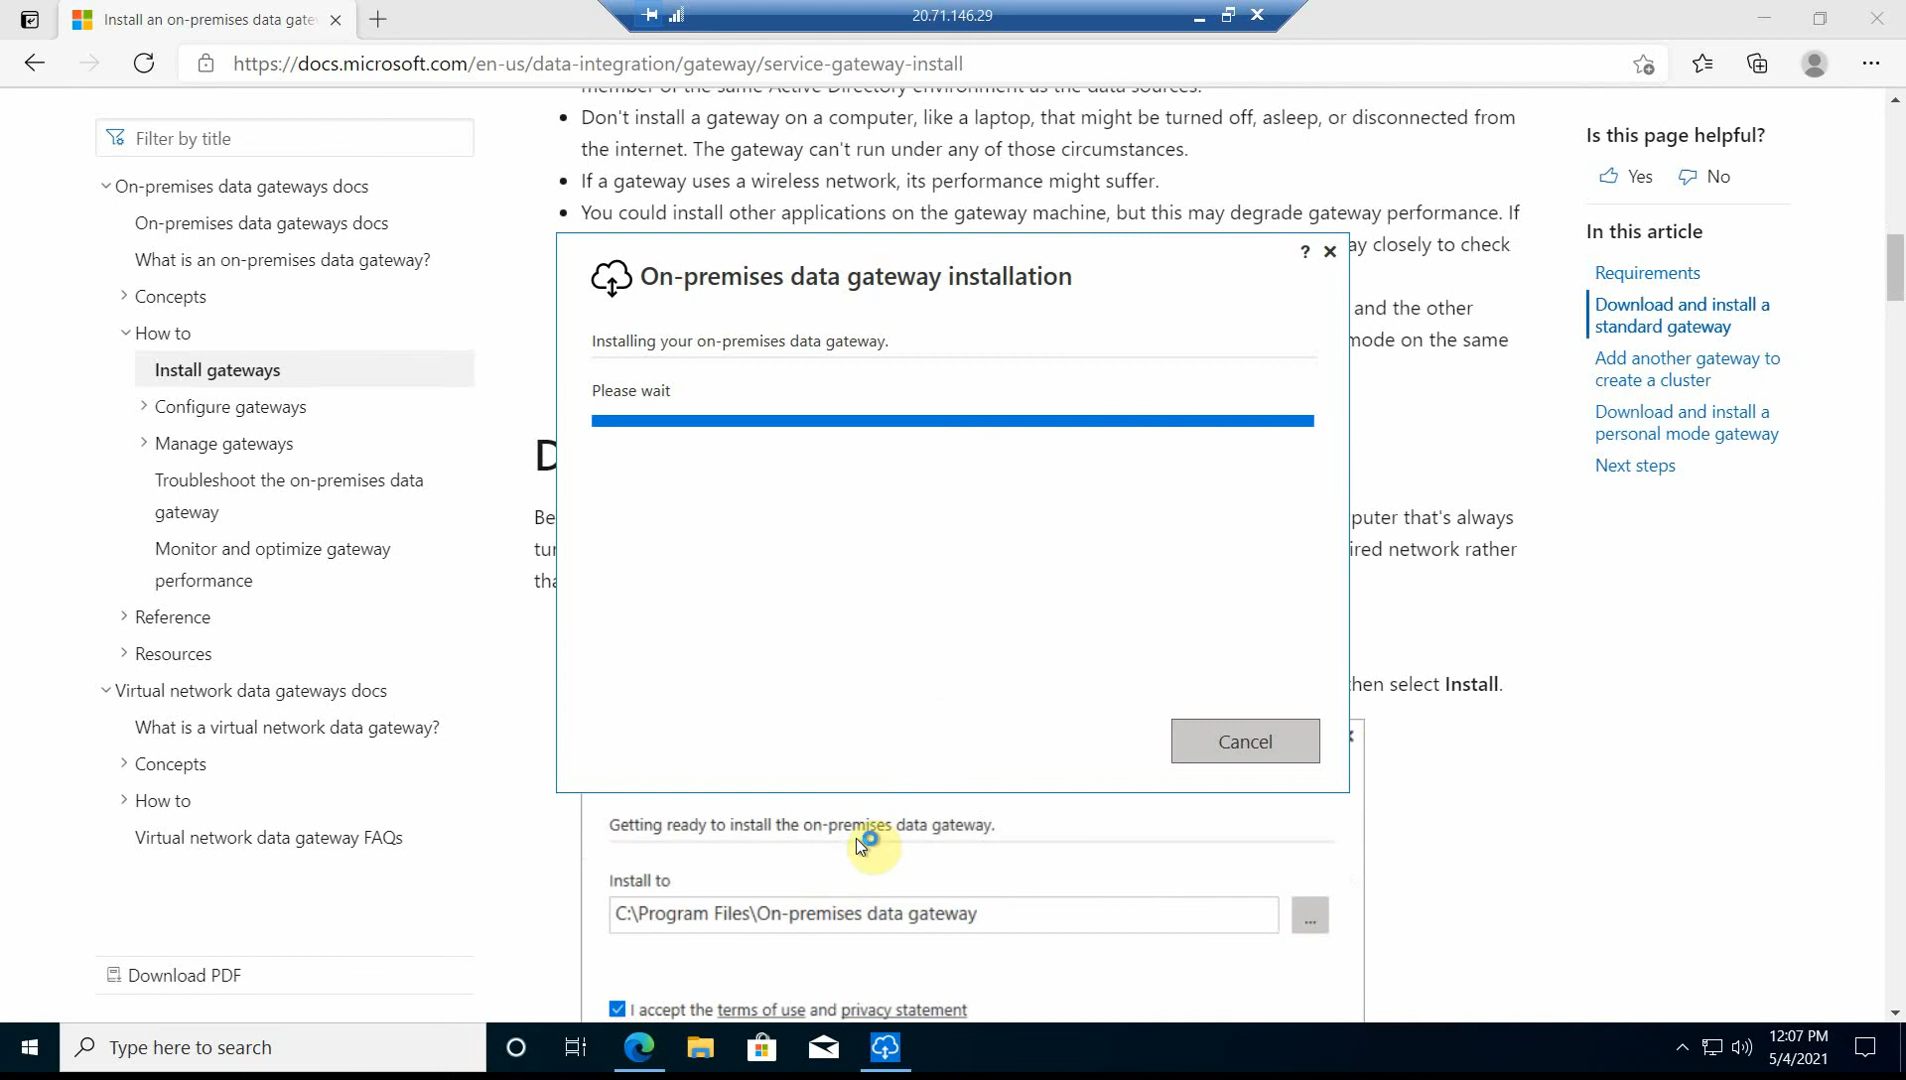 Install an on-premises data gate
20.71.146.29
https://docs.microsoft.com/en-us/data-integration/gateway/service-gateway-install
Filter by title
On-premises data gateways docs
On-premises data gateways docs
What is an on-premises data gateway?
Concepts
How to
Install gateways
Configure gateways
Manage gateways
Troubleshoot the on-premises data
gateway
Monitor and optimize gateway
performance
Reference
Resources
Virtual network data gateways docs
What is a virtual network data gateway?
Concepts
How to
Virtual network data gateway FAQs
Download PDF
member of the same Active Directory environment as the data sources.
• Don't install a gateway on a computer, like a laptop, that might be turned off, asleep, or disconnected from
the internet. The gateway can't run under any of those circumstances.
• If a gateway uses a wireless network, its performance might suffer.
• You could install other applications on the gateway machine, but this may degrade gateway performance. If
ay closely to check
and the other
mode on the same
D
Be
puter that's always
tur
ired network rather
tha
then select Install.
? ×
On-premises data gateway installation
Installing your on-premises data gateway.
Please wait
Cancel
Getting ready to install the on-premises data gateway.
Install to
C:\Program Files\On-premises data gateway
...
I accept the terms of use and privacy statement
Is this page helpful?
Yes No
In this article
Requirements
Download and install a
standard gateway
Add another gateway to
create a cluster
Download and install a
personal mode gateway
Next steps
Type here to search
12:07 PM
5/4/2021